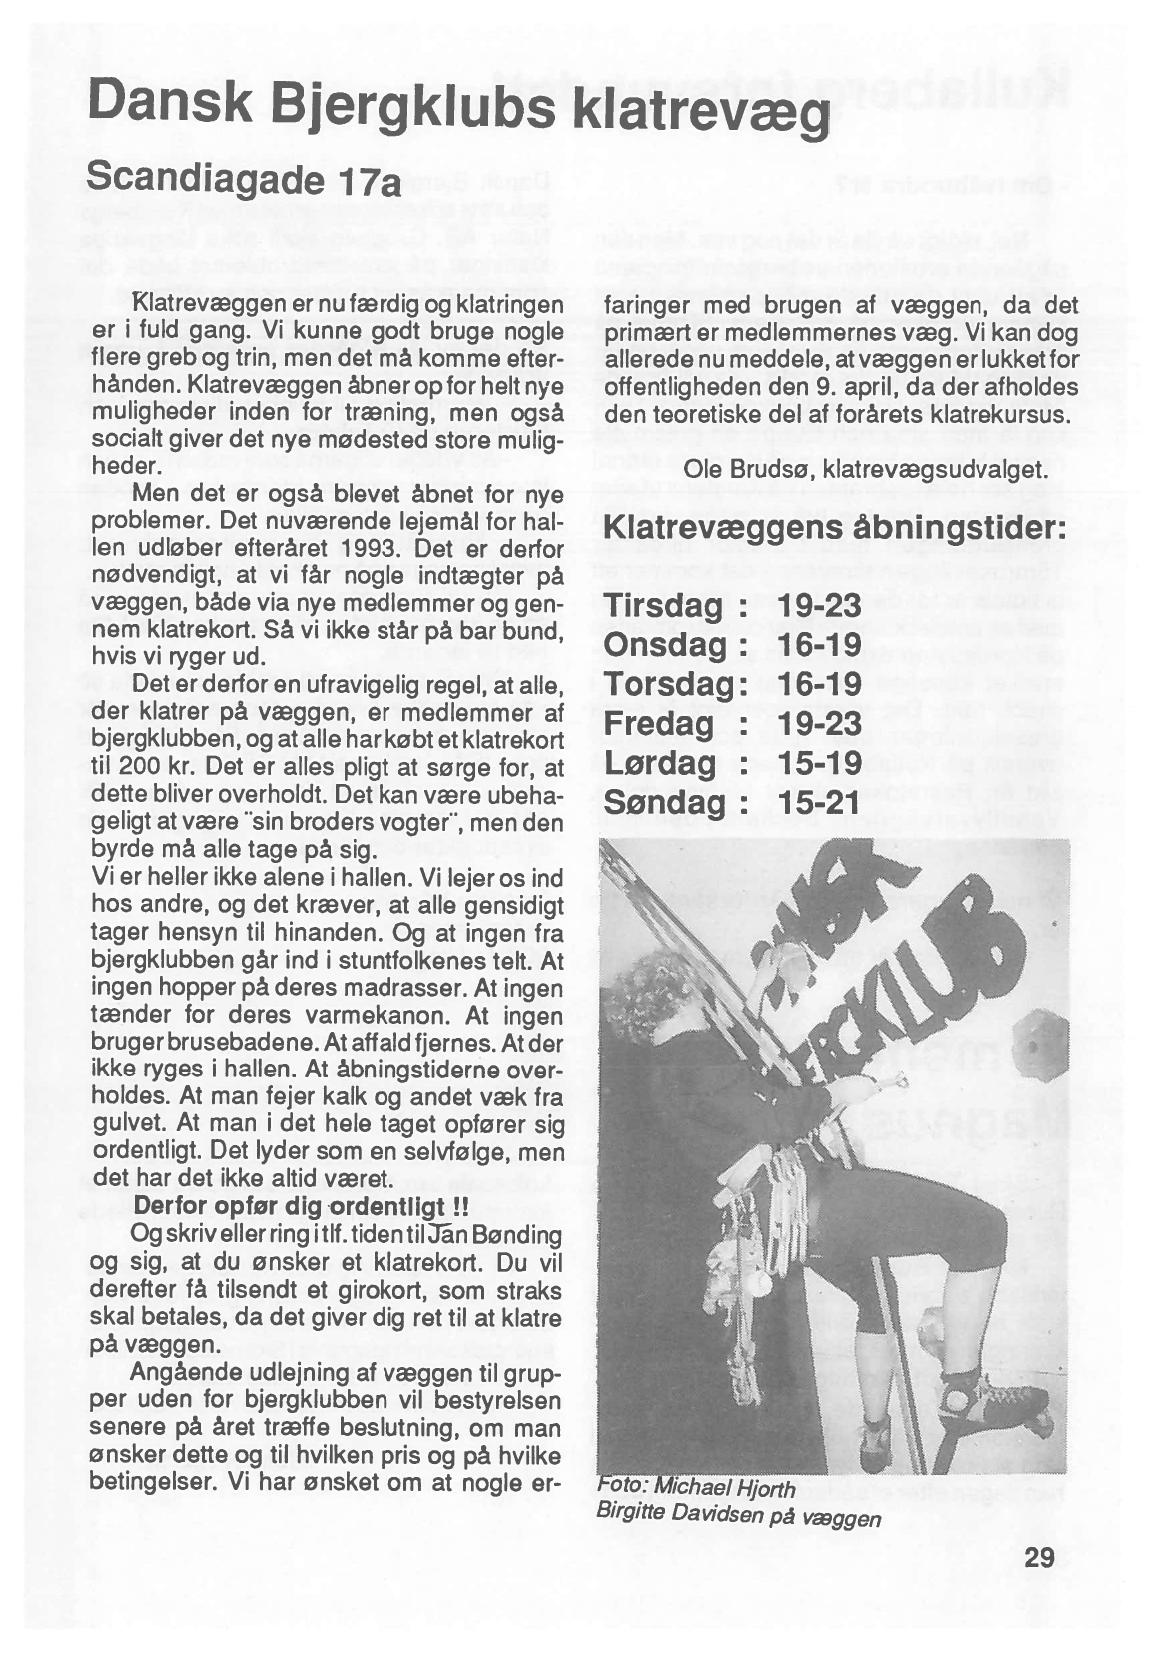 Dansk Bjergklubs klatrevæg
Scandiagade 17a
Klatrevæggen er nu færdig og klatringen
er i fuld gang. Vi kunne godt bruge nogle
flere greb og trin, men det må komme efter-
hånden. Klatrevæggen åbner op for helt nye
muligheder inden for træning, men også
socialt giver det nye mødested store mulig-
heder.
Men det er også blevet åbnet for nye
problemer. Det nuværende lejemål for hal-
len udløber efteråret 1993. Det er derfor
nødvendigt, at vi får nogle indtægter på
væggen, både via nye medlemmer og gen-
nem klatrekort. Så vi ikke står på bar bund,
hvis vi ryger ud.
Det er derfor en ufravigelig regel, at alle,
der klatrer på væggen, er medlemmer af
bjergklubben, og at alle har købt et klatrekort
til 200 kr. Det er alles pligt at sørge for, at
dette bliver overholdt. Det kan være ubeha-
geligt at være "sin broders vogter", men den
byrde må alle tage på sig.
Vi er heller ikke alene i hallen. Vi lejer os ind
hos andre, og det kræver, at alle gensidigt
tager hensyn til hinanden. Og at ingen fra
bjergklubben går ind i stuntfolkenes telt. At
ingen hopper på deres madrasser. At ingen
tænder for deres varmekanon. At ingen
bruger brusebadene. At affald fjernes. At der
ikke ryges i hallen. At åbningstiderne over-
holdes. At man fejer kalk og andet væk fra
gulvet. At man i det hele taget opfører sig
ordentligt. Det lyder som en selvfølge, men
det har det ikke altid været.
Derfor opfør dig ordentligt !!
Og skriv eller ring i tlf. tiden til Jan Bønding
og sig, at du ønsker et klatrekort. Du vil
derefter få tilsendt et girokort, som straks
skal betales, da det giver dig ret til at klatre
på væggen.
Angående udlejning af væggen til grup-
per uden for bjergklubben vil bestyrelsen
senere på året træffe beslutning, om man
ønsker dette og til hvilken pris og på hvilke
betingelser. Vi har ønsket om at nogle er-
faringer med brugen af væggen, da det
primært er medlemmernes væg. Vi kan dog
allerede nu meddele, at væggen er lukket for
offentligheden den 9. april, da der afholdes
den teoretiske del af forårets klatrekursus.
Ole Brudsø, klatrevægsudvalget.
Klatrevæggens åbningstider:
Tirsdag : 19-23
Onsdag : 16-19
Torsdag: 16-19
Fredag : 19-23
Lørdag : 15-19
Søndag : 15-21
Foto: Michael Hjorth
Birgitte Davidsen på væggen
29